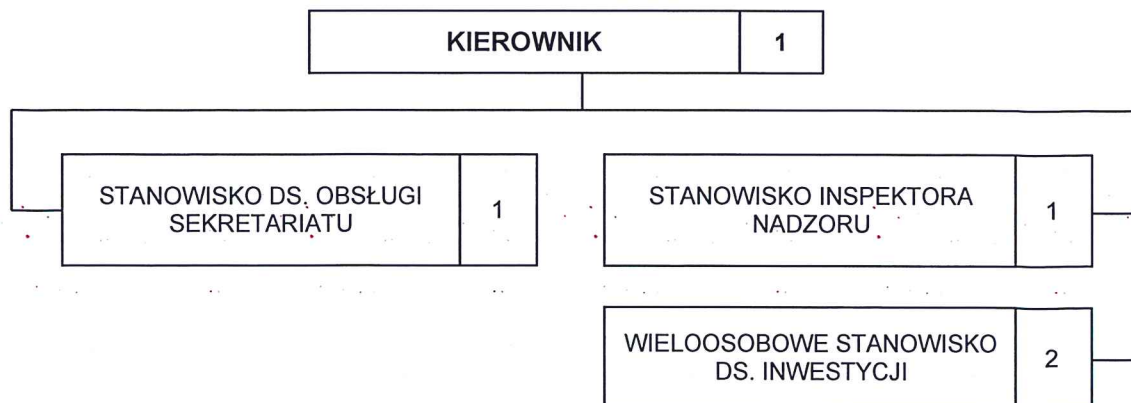 KIEROWNIK 1
STANOWISKO DS. OBSŁUGI
SEKRETARIATU
1
STANOWISKO INSPEKTORA
NADZORU
1
WIELOOSOBOWE STANOWISKO
DS. INWESTYCJI
2